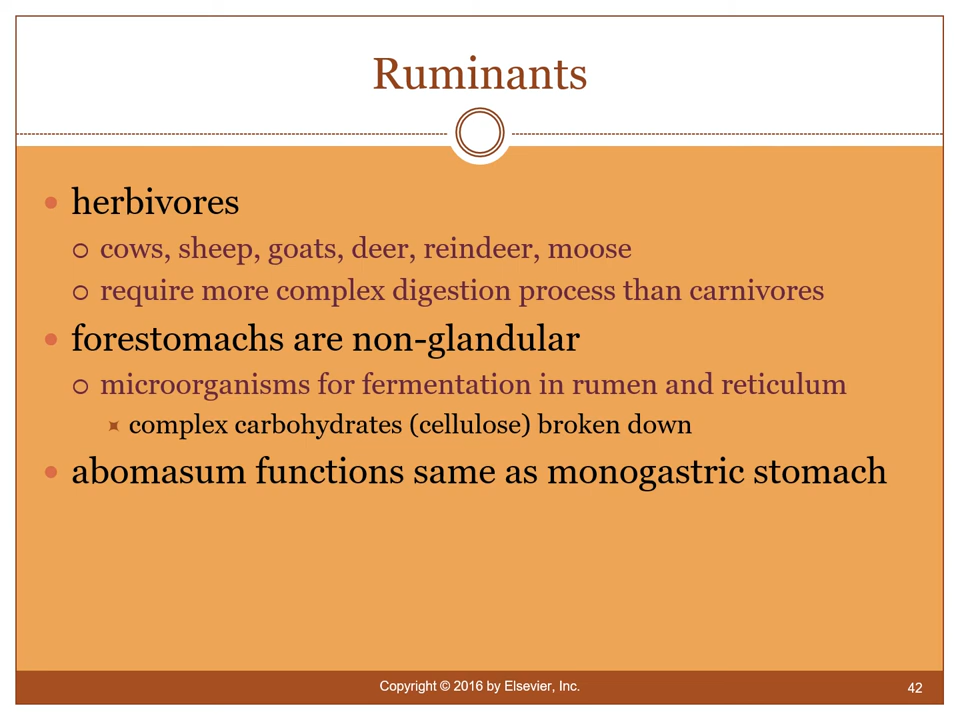 Ruminants
herbivores
cows, sheep, goats, deer, reindeer, moose
require more complex digestion process than carnivores
forestomachs are non-glandular
microorganisms for fermentation in rumen and reticulum
complex carbohydrates (cellulose) broken down
abomasum functions same as monogastric stomach
Copyright © 2016 by Elsevier, Inc.
42